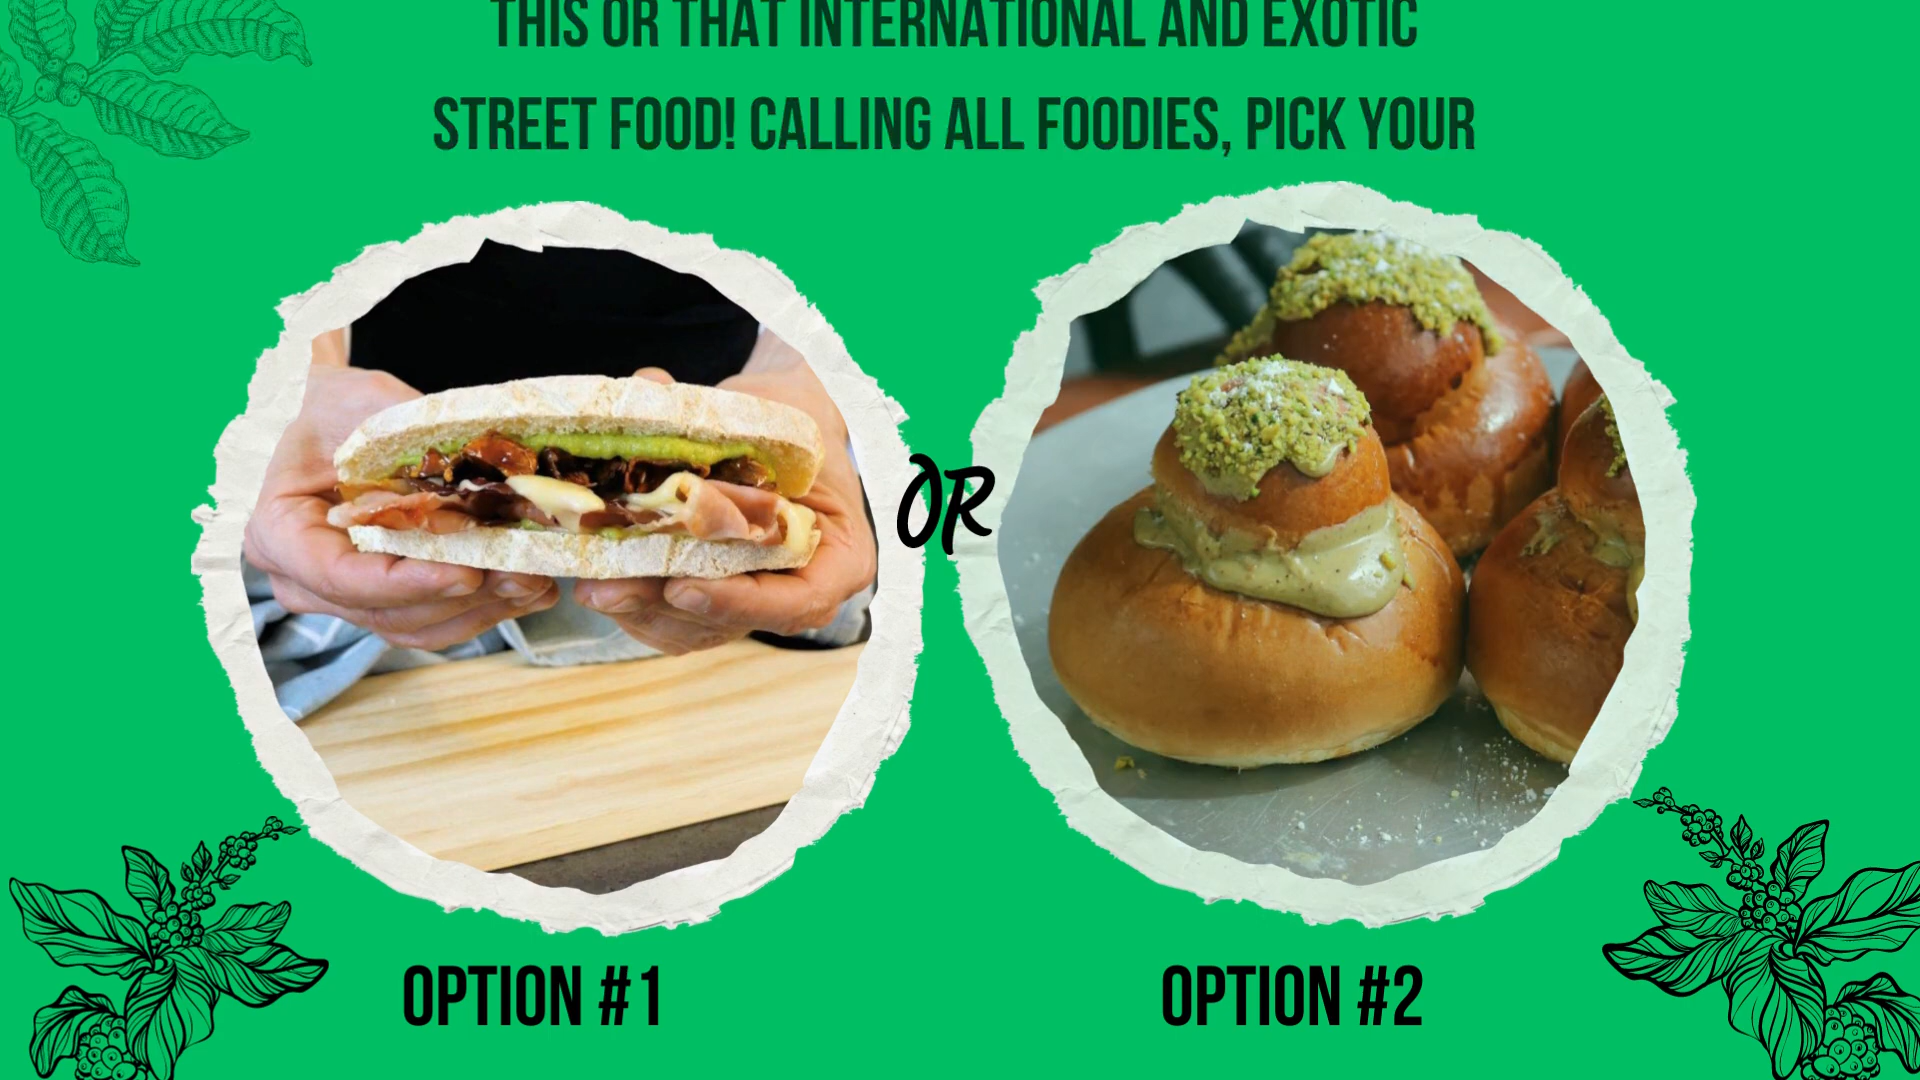 THIS OR THAT INTERNATIONAL AND EXOTIC
STREET FOOD! CALLING ALL FOODIES, PICK YOUR
OR
OPTION #1
OPTION #2